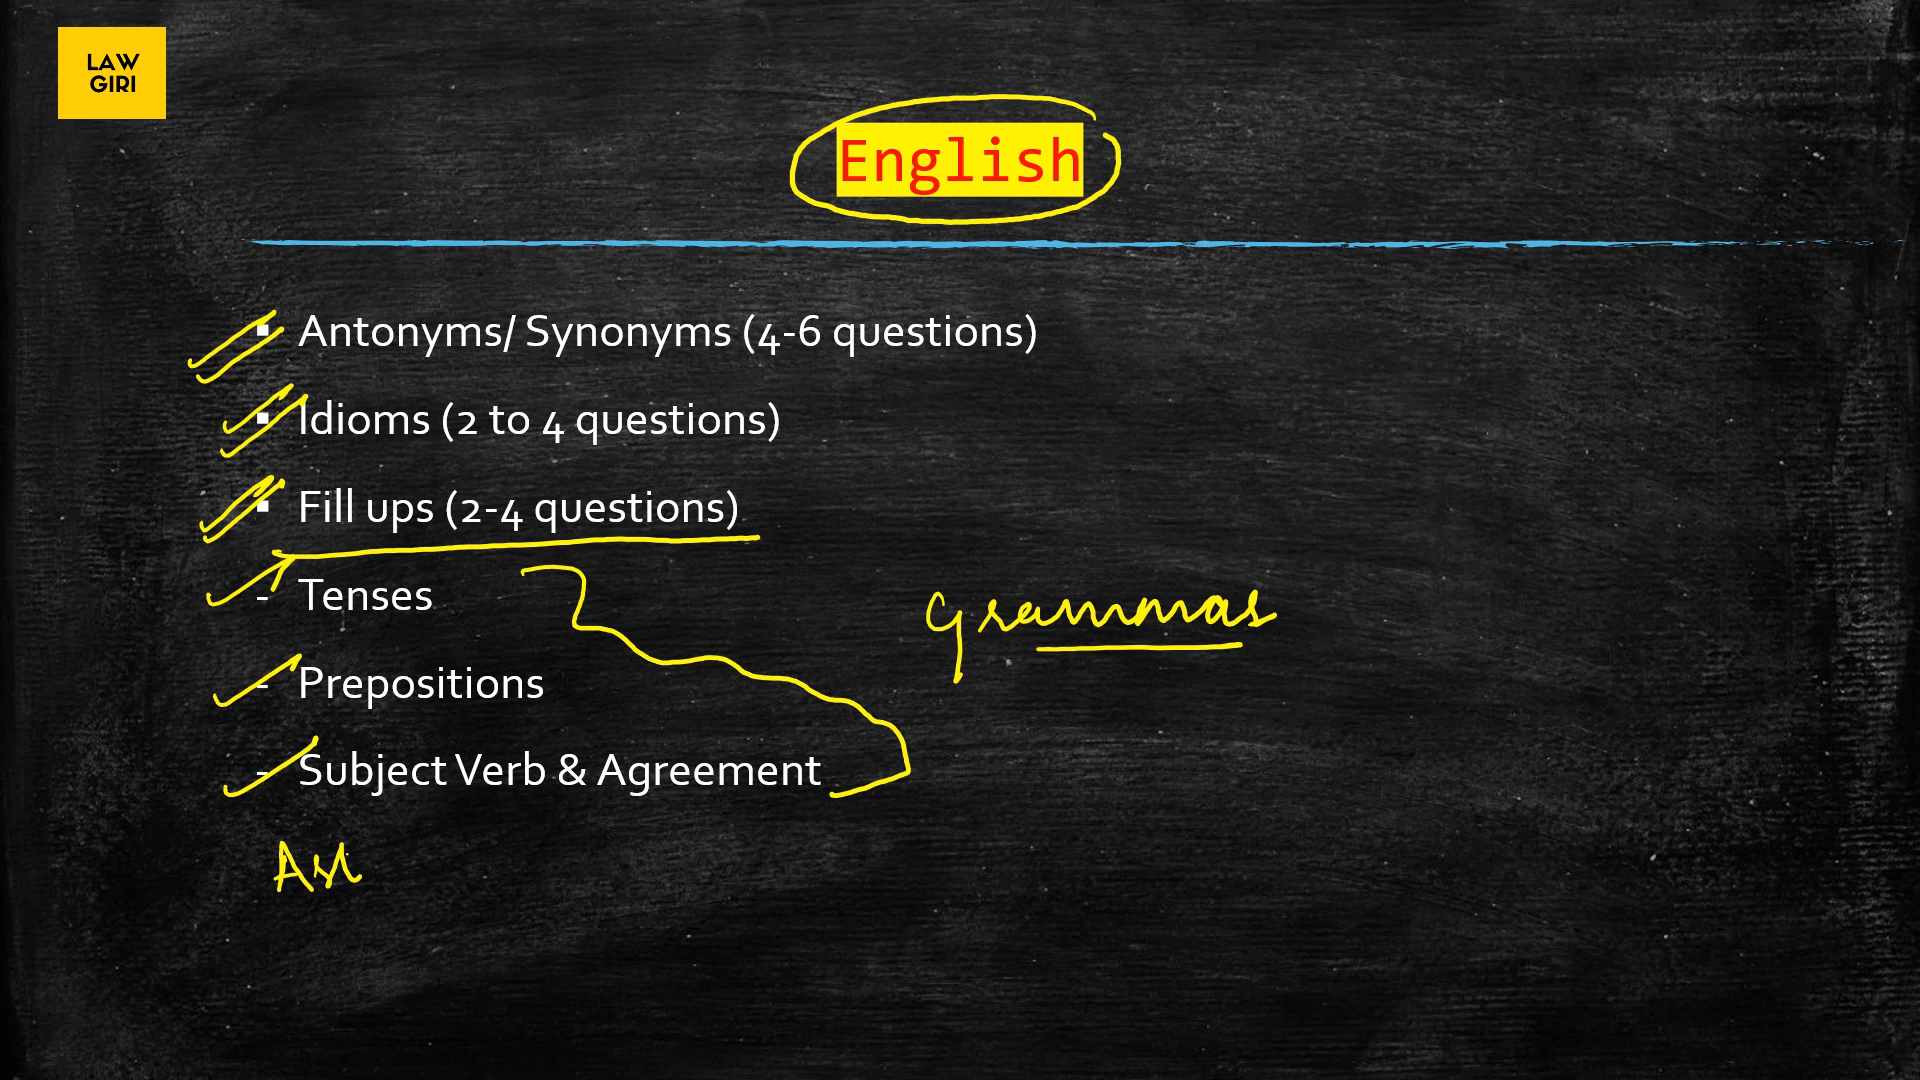 LAW
GIRI
English
▪ Antonyms/ Synonyms (4-6 questions)
▪ Idioms (2 to 4 questions)
▪ Fill ups (2-4 questions)
- Tenses
Grammar
- Prepositions
- Subject Verb & Agreement